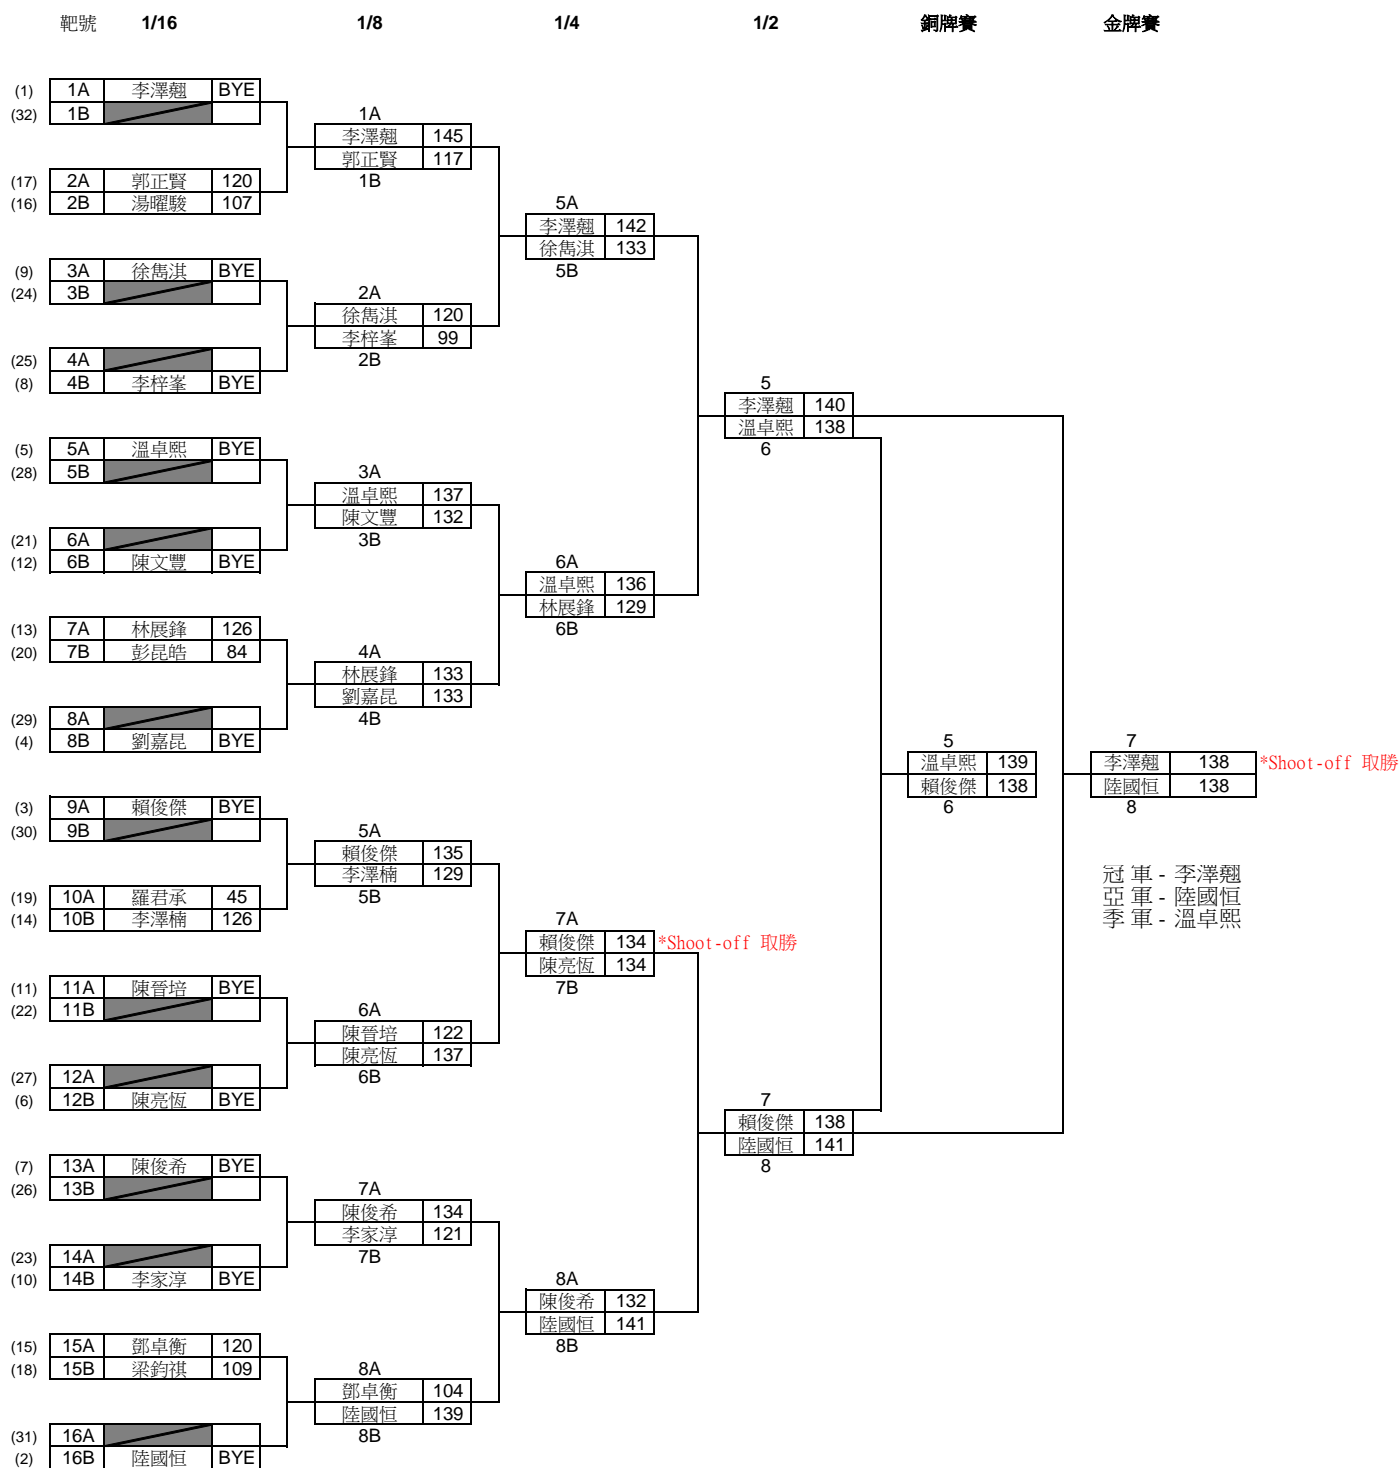 靶號 1/16 1/8 1/4 1/2 銅牌賽 金牌賽
(1) 1A 李澤翹 BYE
(32) 1B
1A
李澤翹 145
郭正賢 117
1B
(17) 2A 郭正賢 120
(16) 2B 湯曜駿 107
5A
李澤翹 142
徐雋淇 133
5B
(9) 3A 徐雋淇 BYE
(24) 3B
2A
徐雋淇 120
李梓峯 99
2B
(25) 4A
(8) 4B 李梓峯 BYE
5
李澤翹 140
溫卓熙 138
6
(5) 5A 溫卓熙 BYE
(28) 5B
3A
溫卓熙 137
陳文豐 132
3B
(21) 6A
(12) 6B 陳文豐 BYE
6A
溫卓熙 136
林展鋒 129
6B
(13) 7A 林展鋒 126
(20) 7B 彭昆皓 84
4A
林展鋒 133
劉嘉昆 133
4B
(29) 8A
(4) 8B 劉嘉昆 BYE
5
溫卓熙 139
賴俊傑 138
6
7
李澤翹 138 *Shoot-off 取勝
陸國恒 138
8
(3) 9A 賴俊傑 BYE
(30) 9B
5A
賴俊傑 135
李澤楠 129
5B
冠 軍 - 李澤翹
亞 軍 - 陸國恒
季 軍 - 溫卓熙
(19) 10A 羅君承 45
(14) 10B 李澤楠 126
7A
賴俊傑 134 *Shoot-off 取勝
陳亮恆 134
7B
(11) 11A 陳晉培 BYE
(22) 11B
6A
陳晉培 122
陳亮恆 137
6B
(27) 12A
(6) 12B 陳亮恆 BYE
7
賴俊傑 138
陸國恒 141
8
(7) 13A 陳俊希 BYE
(26) 13B
7A
陳俊希 134
李家淳 121
7B
(23) 14A
(10) 14B 李家淳 BYE
8A
陳俊希 132
陸國恒 141
8B
(15) 15A 鄧卓衡 120
(18) 15B 梁鈞祺 109
8A
鄧卓衡 104
陸國恒 139
8B
(31) 16A
(2) 16B 陸國恒 BYE